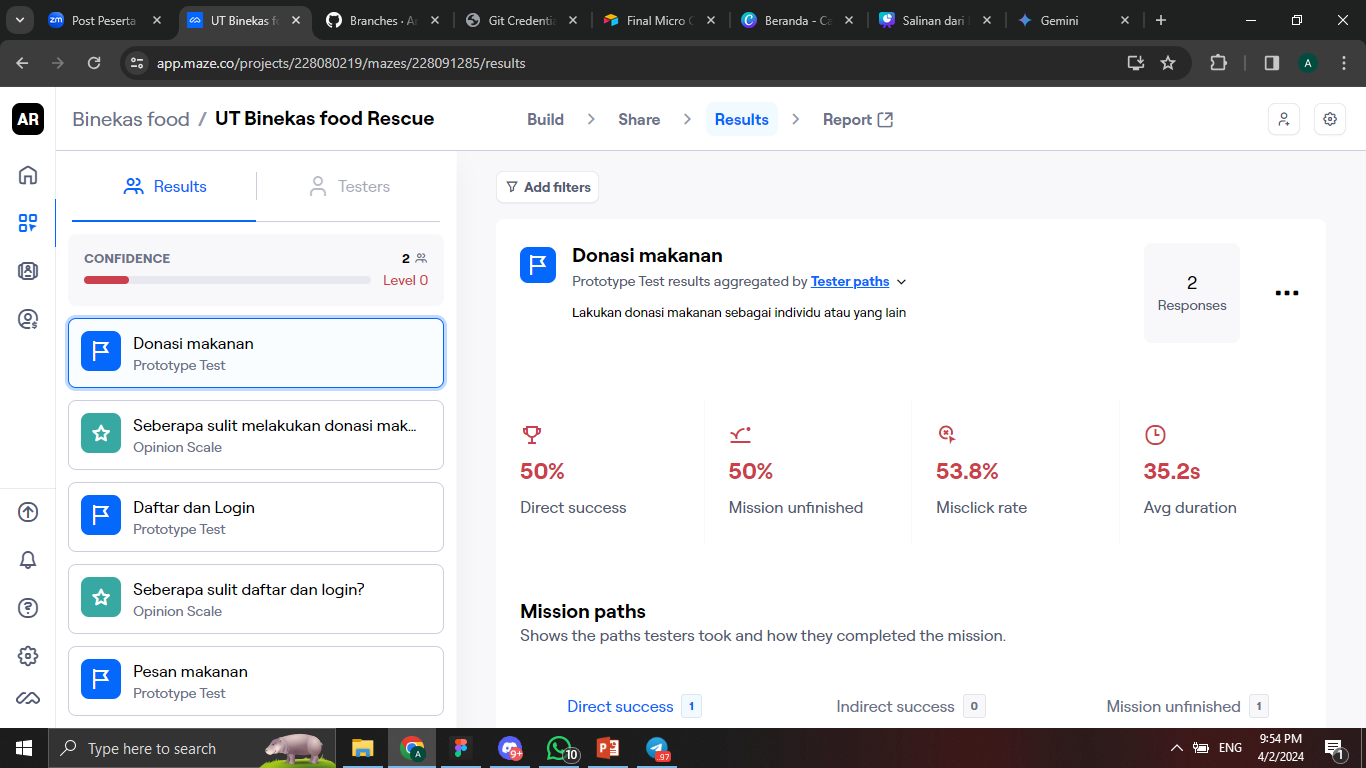 Post Peserta
UT Binekas fo
Branches · Ar
Git Credentia
Final Micro C
Beranda - Ca
Salinan dari
Gemini
app.maze.co/projects/228080219/mazes/228091285/results
A
AR
Binekas food / UT Binekas food Rescue
Build
Share
Results
Report
Results
Testers
Add filters
CONFIDENCE
2
Level 0
Donasi makanan
Prototype Test
Seberapa sulit melakukan donasi mak...
Opinion Scale
Daftar dan Login
Prototype Test
Seberapa sulit daftar dan login?
Opinion Scale
Pesan makanan
Prototype Test
Donasi makanan
Prototype Test results aggregated by Tester paths
Lakukan donasi makanan sebagai individu atau yang lain
2
Responses
50%
Direct success
50%
Mission unfinished
53.8%
Misclick rate
35.2s
Avg duration
Mission paths
Shows the paths testers took and how they completed the mission.
Direct success 1
Indirect success 0
Mission unfinished 1
Type here to search
A
9+
10
97
ENG
9:54 PM
4/2/2024
1